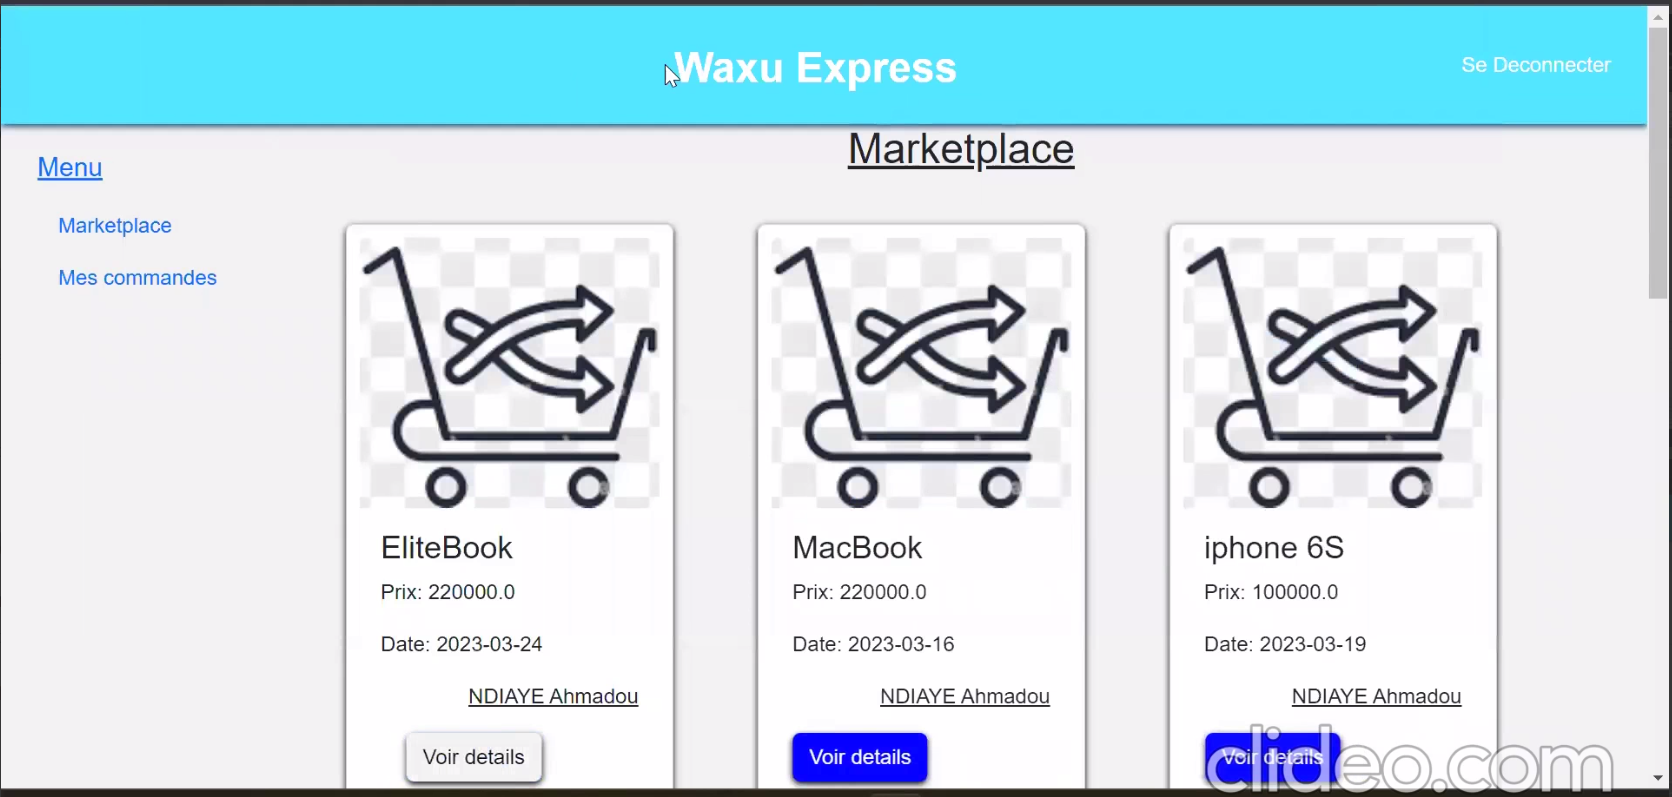 Waxu Express
Se Deconnecter
Marketplace
Menu
Marketplace
Mes commandes
EliteBook
Prix: 220000.0
Date: 2023-03-24
NDIAYE Ahmadou
Voir details
MacBook
Prix: 220000.0
Date: 2023-03-16
NDIAYE Ahmadou
Voir details
iphone 6S
Prix: 100000.0
Date: 2023-03-19
NDIAYE Ahmadou
Voir details
clideo.com